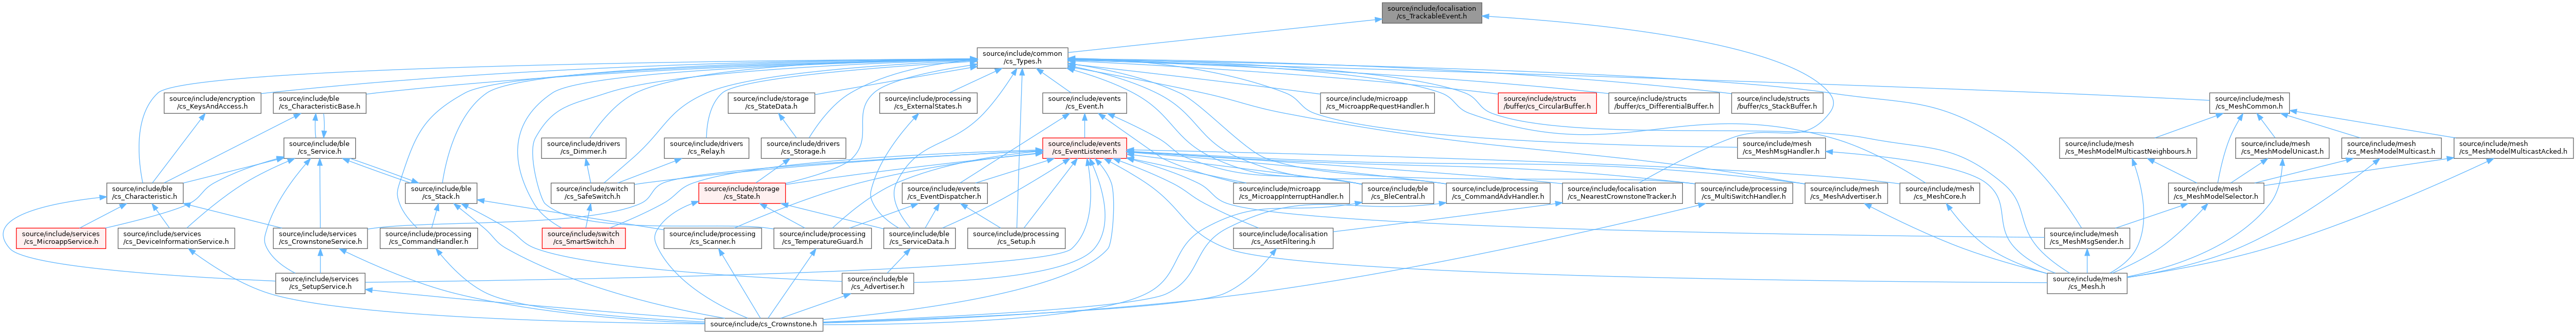 source/include/localisation
/cs_TrackableEvent.h
source/include/common
/cs_Types.h
source/include/encryption
/cs_KeysAndAccess.h
source/include/ble
/cs_CharacteristicBase.h
source/include/storage
/cs_StateData.h
source/include/processing
/cs_ExternalStates.h
source/include/events
/cs_Event.h
source/include/microapp
/cs_MicroappRequestHandler.h
source/include/structs
/buffer/cs_CircularBuffer.h
source/include/structs
/buffer/cs_DifferentialBuffer.h
source/include/structs
/buffer/cs_StackBuffer.h
source/include/mesh
/cs_MeshCommon.h
source/include/ble
/cs_Service.h
source/include/drivers
/cs_Dimmer.h
source/include/drivers
/cs_Relay.h
source/include/drivers
/cs_Storage.h
source/include/events
/cs_EventListener.h
source/include/mesh
/cs_MeshMsgHandler.h
source/include/mesh
/cs_MeshModelMulticastNeighbours.h
source/include/mesh
/cs_MeshModelUnicast.h
source/include/mesh
/cs_MeshModelMulticast.h
source/include/mesh
/cs_MeshModelMulticastAcked.h
source/include/ble
/cs_Characteristic.h
source/include/ble
/cs_Stack.h
source/include/switch
/cs_SafeSwitch.h
source/include/storage
/cs_State.h
source/include/events
/cs_EventDispatcher.h
source/include/microapp
/cs_MicroappInterruptHandler.h
source/include/ble
/cs_BleCentral.h
source/include/processing
/cs_CommandAdvHandler.h
source/include/localisation
/cs_NearestCrownstoneTracker.h
source/include/processing
/cs_MultiSwitchHandler.h
source/include/mesh
/cs_MeshAdvertiser.h
source/include/mesh
/cs_MeshCore.h
source/include/mesh
/cs_MeshModelSelector.h
source/include/services
/cs_MicroappService.h
source/include/services
/cs_DeviceInformationService.h
source/include/services
/cs_CrownstoneService.h
source/include/processing
/cs_CommandHandler.h
source/include/switch
/cs_SmartSwitch.h
source/include/processing
/cs_Scanner.h
source/include/processing
/cs_TemperatureGuard.h
source/include/ble
/cs_ServiceData.h
source/include/processing
/cs_Setup.h
source/include/localisation
/cs_AssetFiltering.h
source/include/mesh
/cs_MeshMsgSender.h
source/include/services
/cs_SetupService.h
source/include/ble
/cs_Advertiser.h
source/include/mesh
/cs_Mesh.h
source/include/cs_Crownstone.h